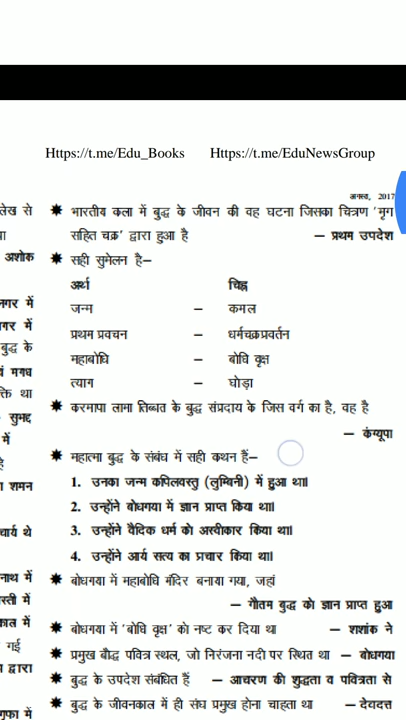 Https://t.me/Edu_Books Https://t.me/EduNewsGroup
अगस्त, 2017
लेख से
अशोक
नगर में
नगर में
बुद्ध के
वं मगध
क्ति था
सुभद्द
में
है
ा शमन
चार्य थे
नाथ में
स्ती में
काल में
गई
ा द्वारा
गुफा में
✷ भारतीय कला में बुद्ध के जीवन की वह घटना जिसका चित्रण 'मृग
सहित चक्र' द्वारा हुआ है – प्रथम उपदेश
✷ सही सुमेलन है–
अर्थ चिह्न
जन्म – कमल
प्रथम प्रवचन – धर्मचक्रप्रवर्तन
महाबोधि – बोधि वृक्ष
त्याग – घोड़ा
✷ करमापा लामा तिब्बत के बुद्ध संप्रदाय के जिस वर्ग का है, वह है
– कंग्यूपा
✷ महात्मा बुद्ध के संबंध में सही कथन हैं–
1. उनका जन्म कपिलवस्तु (लुम्बिनी) में हुआ था।
2. उन्होंने बोधगया में ज्ञान प्राप्त किया था।
3. उन्होंने वैदिक धर्म को अस्वीकार किया था।
4. उन्होंने आर्य सत्य का प्रचार किया था।
✷ बोधगया में महाबोधि मंदिर बनाया गया, जहां
– गौतम बुद्ध को ज्ञान प्राप्त हुआ
✷ बोधगया में 'बोधि वृक्ष' को नष्ट कर दिया था – शशांक ने
✷ प्रमुख बौद्ध पवित्र स्थल, जो निरंजना नदी पर स्थित था – बोधगया
✷ बुद्ध के उपदेश संबंधित हैं – आचरण की शुद्धता व पवित्रता से
✷ बुद्ध के जीवनकाल में ही संघ प्रमुख होना चाहता था – देवदत्त